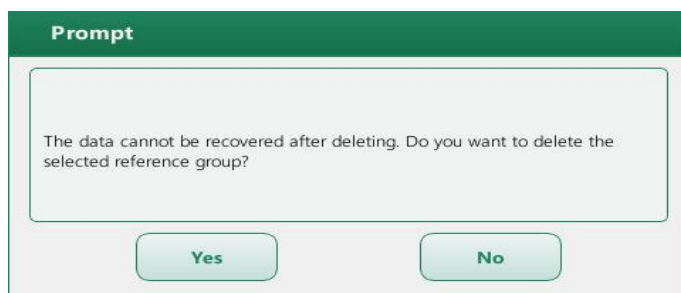 Prompt
The data cannot be recovered after deleting. Do you want to delete the
selected reference group?
Yes
No